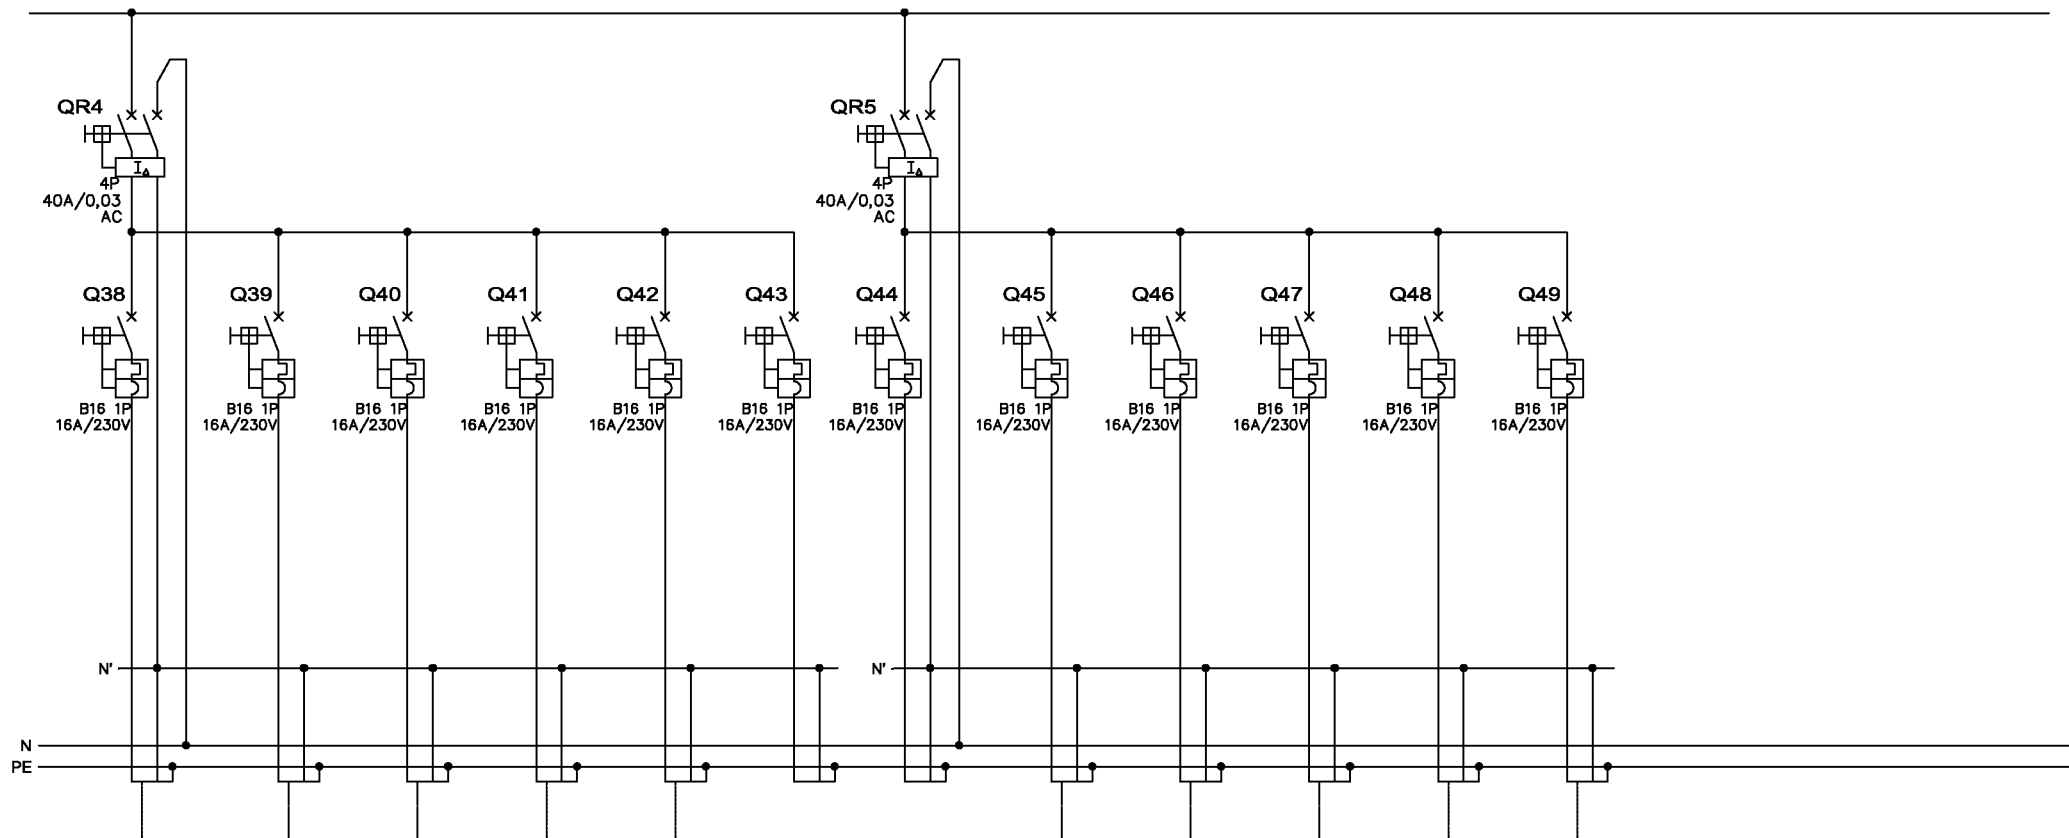 QR4
4P
40A/0,03
AC
QR5
4P
40A/0,03
AC
Q38
B16 1P
16A/230V
Q39
B16 1P
16A/230V
Q40
B16 1P
16A/230V
Q41
B16 1P
16A/230V
Q42
B16 1P
16A/230V
Q43
B16 1P
16A/230V
Q44
B16 1P
16A/230V
Q45
B16 1P
16A/230V
Q46
B16 1P
16A/230V
Q47
B16 1P
16A/230V
Q48
B16 1P
16A/230V
Q49
B16 1P
16A/230V
I△
I△
N'
N'
N
PE